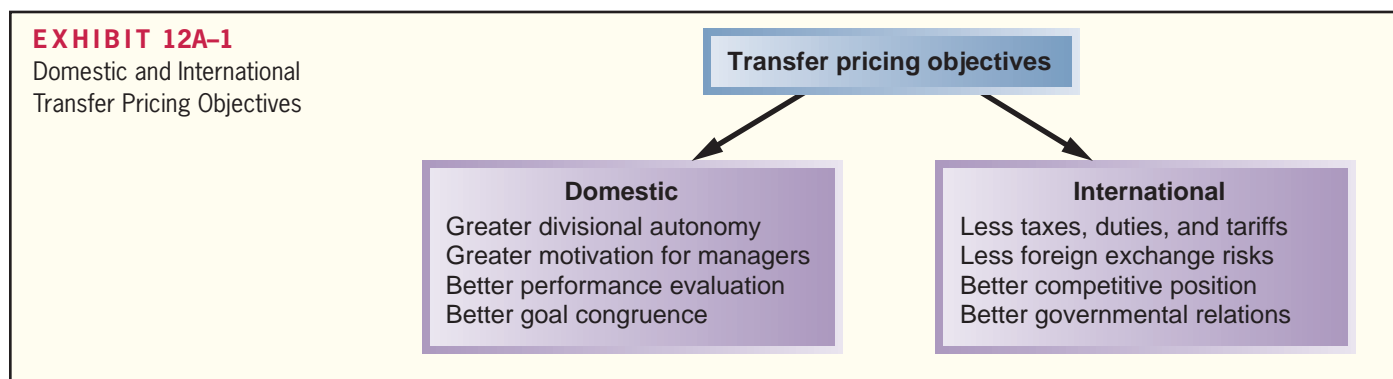 EXHIBIT 12A–1
Domestic and International
Transfer Pricing Objectives
Transfer pricing objectives
Domestic
Greater divisional autonomy
Greater motivation for managers
Better performance evaluation
Better goal congruence
International
Less taxes, duties, and tariffs
Less foreign exchange risks
Better competitive position
Better governmental relations